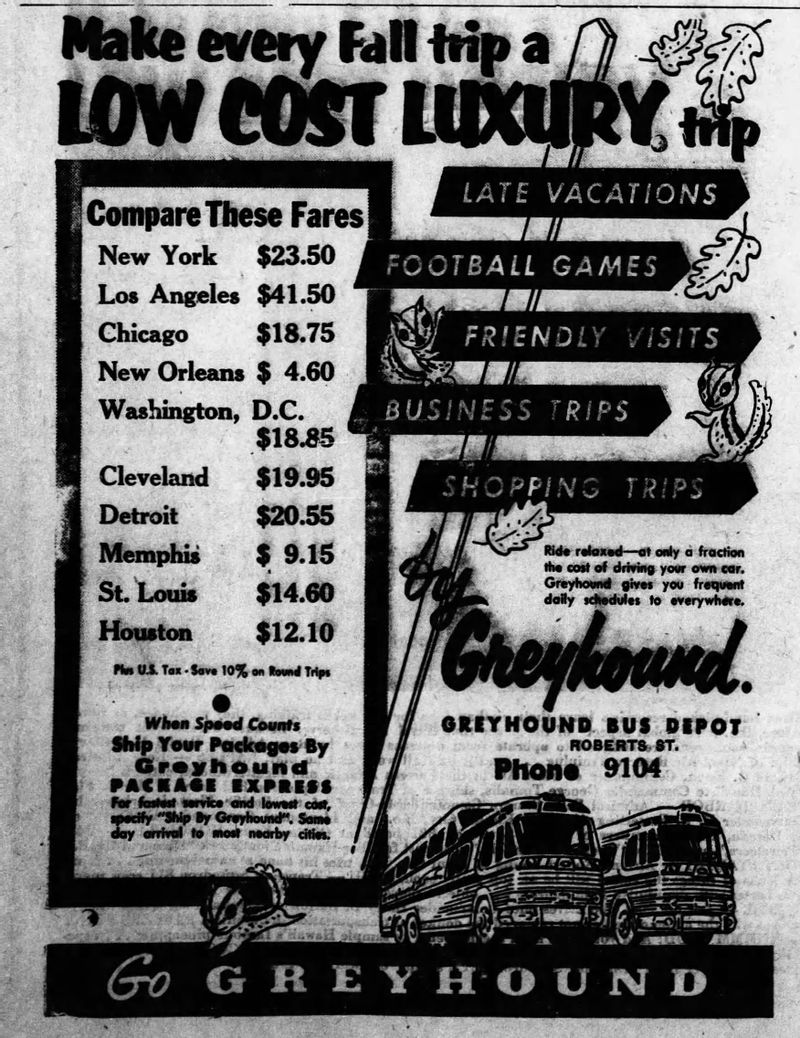 Make every Fall trip a
LOW COST LUXURY trip
Compare These Fares
New York $23.50
Los Angeles $41.50
Chicago $18.75
New Orleans $ 4.60
Washington, D.C.
$18.85
Cleveland $19.95
Detroit $20.55
Memphis $ 9.15
St. Louis $14.60
Houston $12.10
Plus U.S. Tax - Save 10% on Round Trips
When Speed Counts
Ship Your Packages By
Greyhound
PACKAGE EXPRESS
For fastest service and lowest cost,
specify "Ship By Greyhound". Same
day arrival to most nearby cities.
LATE VACATIONS
FOOTBALL GAMES
FRIENDLY VISITS
BUSINESS TRIPS
SHOPPING TRIPS
Ride relaxed—at only a fraction
the cost of driving your own car.
Greyhound gives you frequent
daily schedules to everywhere.
by
Greyhound.
GREYHOUND BUS DEPOT
ROBERTS ST.
Phone 9104
Go GREYHOUND